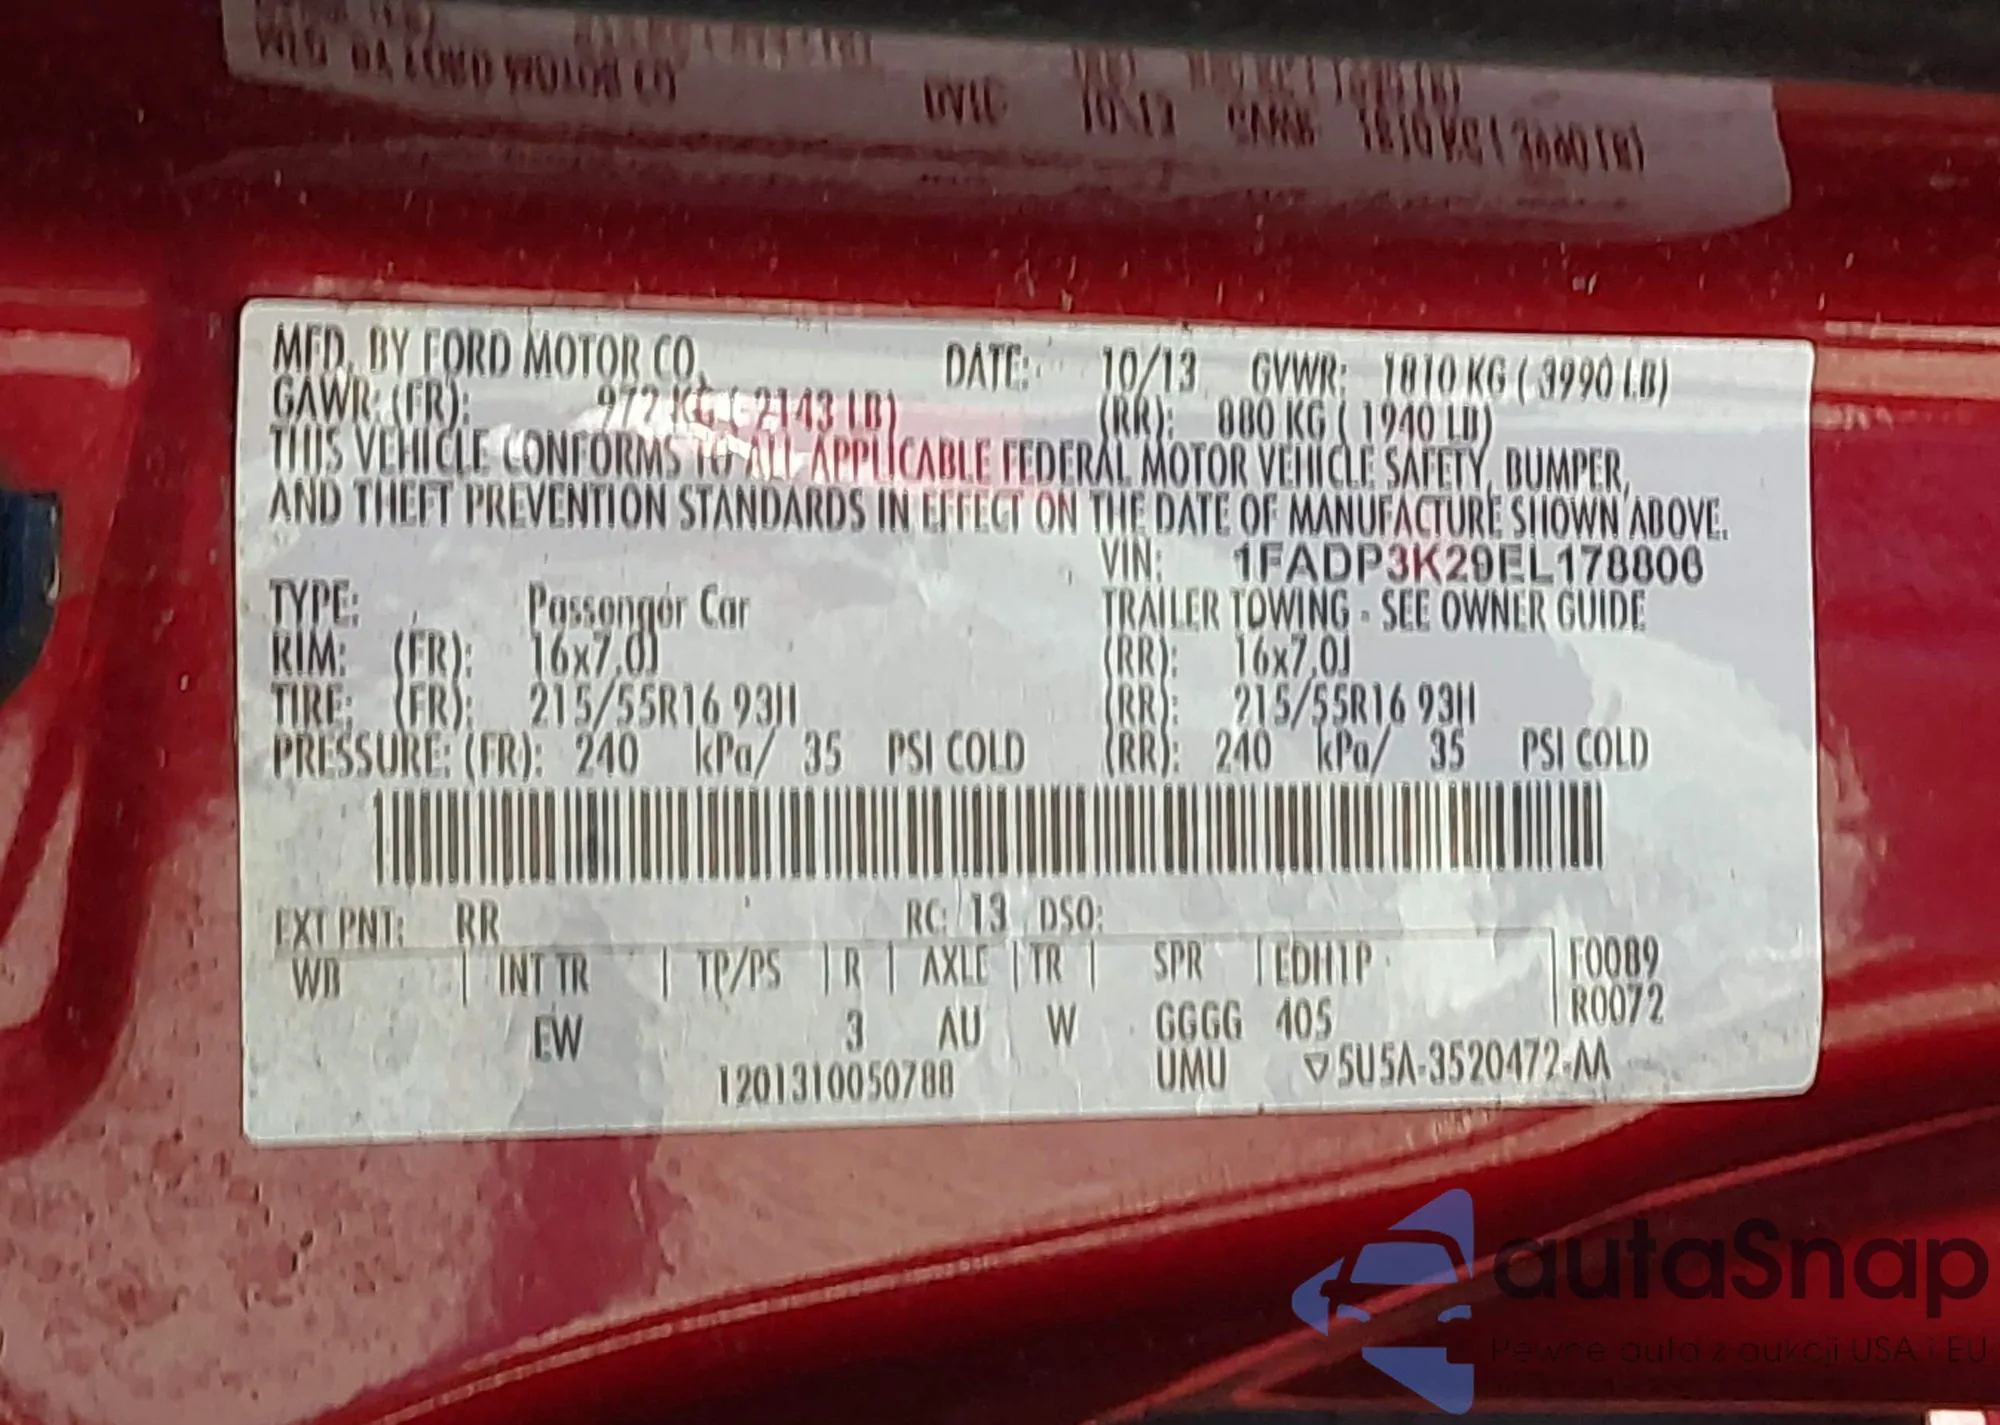 MFD. BY FORD MOTOR CO. DATE: 10/13 GVWR: 1810 KG ( 3990 LB)
GAWR: (FR): 972 KG ( 2143 LB) (RR): 880 KG ( 1940 LB)
THIS VEHICLE CONFORMS TO ALL APPLICABLE FEDERAL MOTOR VEHICLE SAFETY, BUMPER,
AND THEFT PREVENTION STANDARDS IN EFFECT ON THE DATE OF MANUFACTURE SHOWN ABOVE.
VIN: 1FADP3K29EL178806
TYPE: Passenger Car TRAILER TOWING - SEE OWNER GUIDE
RIM: (FR): 16x7.0J (RR): 16x7.0J
TIRE: (FR): 215/55R16 93H (RR): 215/55R16 93H
PRESSURE: (FR): 240 kPa/ 35 PSI COLD (RR): 240 kPa/ 35 PSI COLD
EXT PNT: RR RC: 13 DSO:
WB | INT TR | TP/PS | R | AXLE | TR | SPR | EDH1P F0089
EW 3 AU W GGGG 405 R0072
1201310050788 UMU ▽5U5A-3520472-AA
autaSnap
Pewne auta z aukcji USA i EU